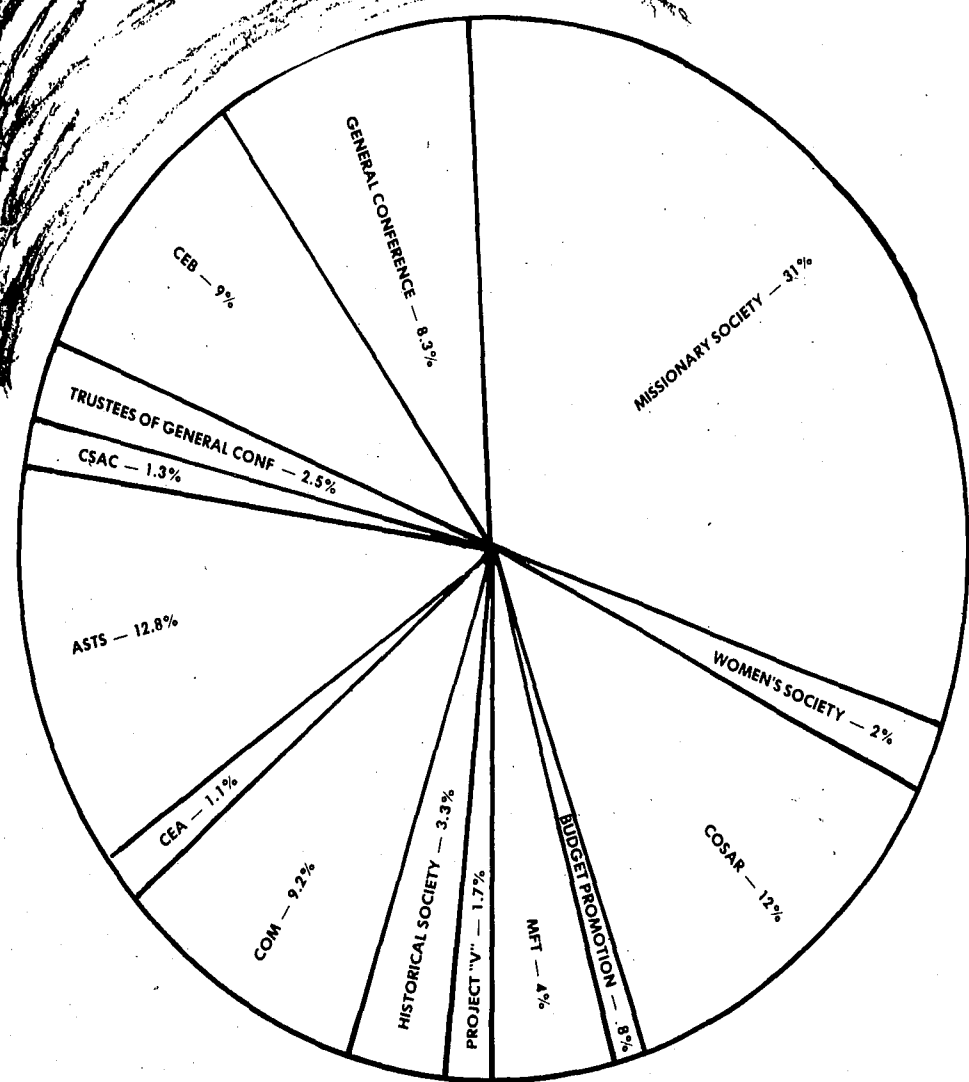 GENERAL CONFERENCE — 8.3%
MISSIONARY SOCIETY — 31%
CEB — 9%
TRUSTEES OF GENERAL CONF — 2.5%
CSAC — 1.3%
ASTS — 12.8%
WOMEN'S SOCIETY — 2%
CEA — 1.1%
COSAR — 12%
COM — 9.2%
HISTORICAL SOCIETY — 3.3%
PROJECT "V" — 1.7%
MFT — 4%
BUDGET PROMOTION — .8%